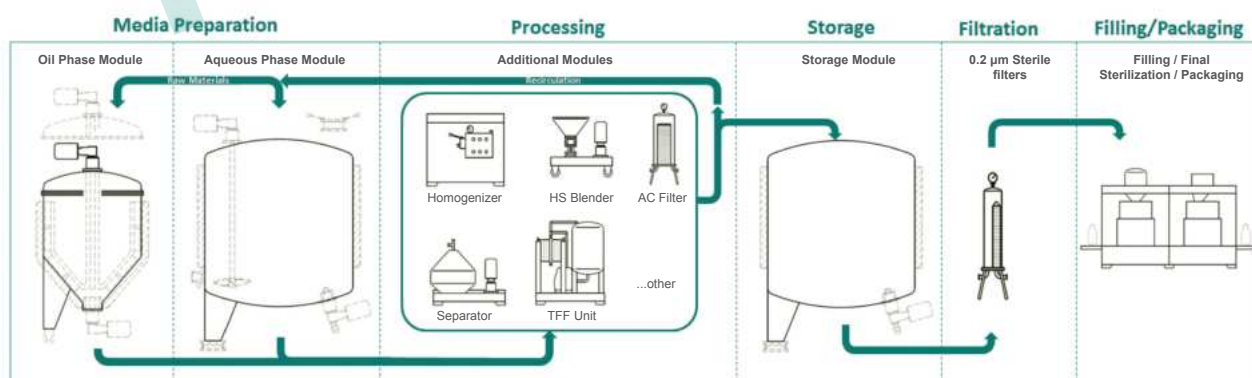 Media Preparation
Processing
Storage
Filtration
Filling/Packaging
Oil Phase Module
Aqueous Phase Module
Additional Modules
Storage Module
0.2 µm Sterile
filters
Filling / Final
Sterilization / Packaging
Raw Materials
Recirculation
Homogenizer
HS Blender
AC Filter
Separator
TFF Unit
...other